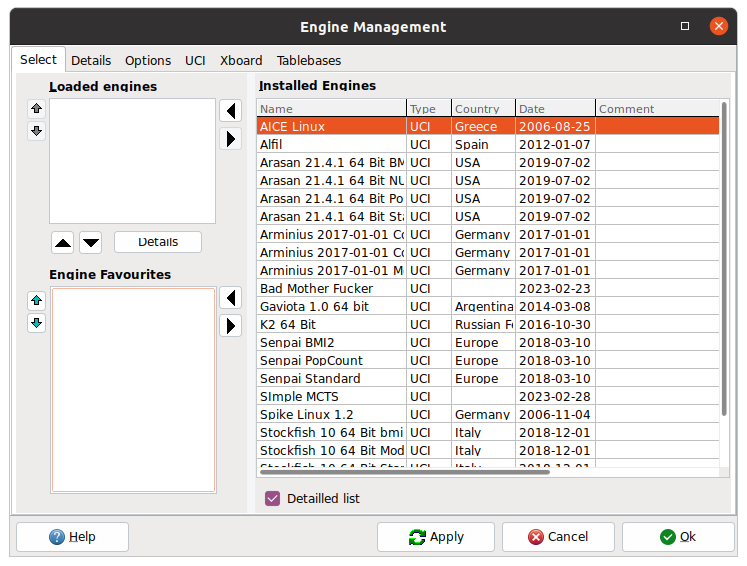 Engine Management
Select Details Options UCI Xboard Tablebases
Loaded engines
Details
Engine Favourites
Installed Engines
Name Type Country Date Comment
AICE Linux UCI Greece 2006-08-25
Alfil UCI Spain 2012-01-07
Arasan 21.4.1 64 Bit BM UCI USA 2019-07-02
Arasan 21.4.1 64 Bit NU UCI USA 2019-07-02
Arasan 21.4.1 64 Bit Po UCI USA 2019-07-02
Arasan 21.4.1 64 Bit Sta UCI USA 2019-07-02
Arminius 2017-01-01 Co UCI Germany 2017-01-01
Arminius 2017-01-01 Co UCI Germany 2017-01-01
Arminius 2017-01-01 M UCI Germany 2017-01-01
Bad Mother Fucker UCI 2023-02-23
Gaviota 1.0 64 bit UCI Argentina 2014-03-08
K2 64 Bit UCI Russian Fe 2016-10-30
Senpai BMI2 UCI Europe 2018-03-10
Senpai PopCount UCI Europe 2018-03-10
Senpai Standard UCI Europe 2018-03-10
SImple MCTS UCI 2023-02-28
Spike Linux 1.2 UCI Germany 2006-11-04
Stockfish 10 64 Bit bmi UCI Italy 2018-12-01
Stockfish 10 64 Bit Mod UCI Italy 2018-12-01
Stockfish 10 64 Bit Stan UCI Italy 2018-12-01
Detailled list
Help Apply Cancel Ok